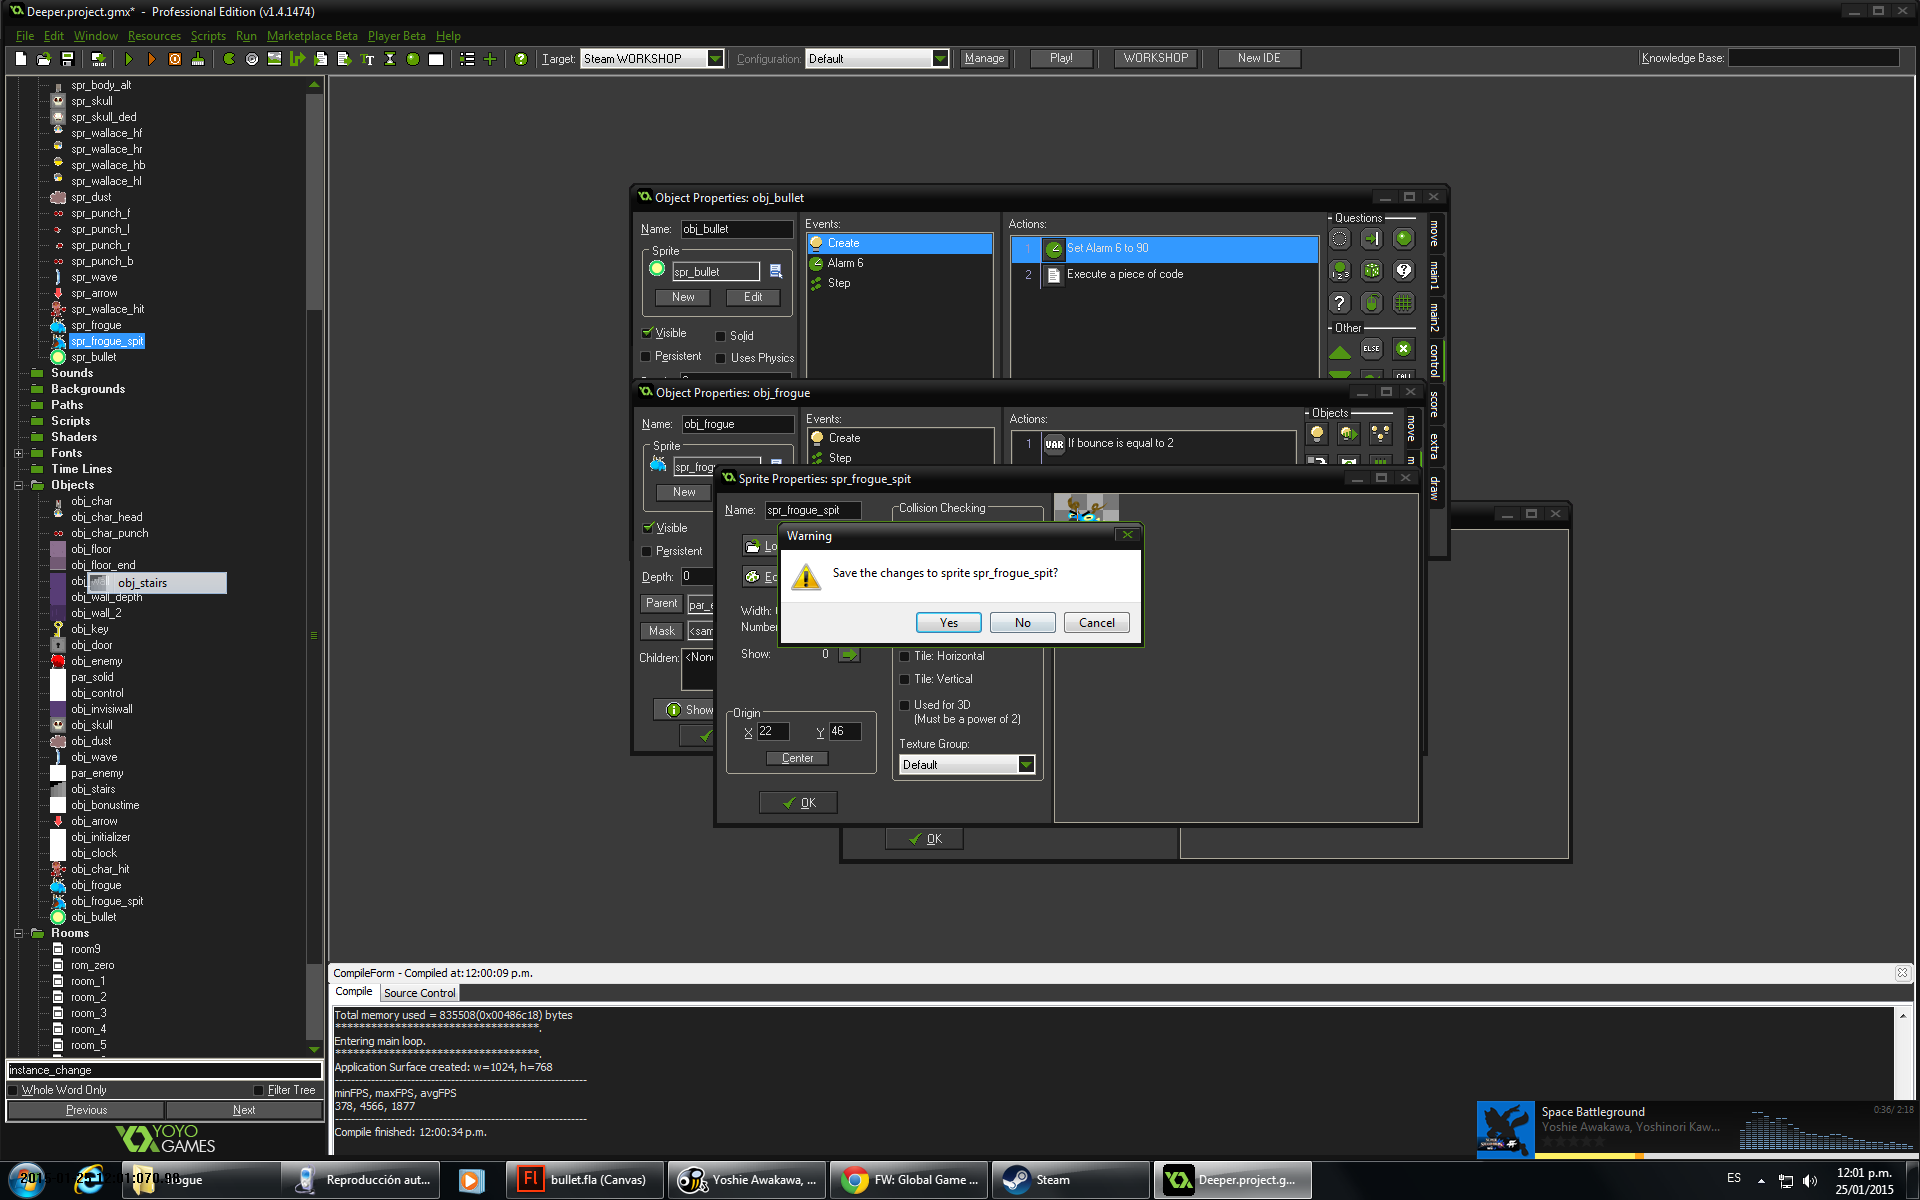 Deeper.project.gmx* - Professional Edition (v1.4.1474)
File Edit Window Resources Scripts Run Marketplace Beta Player Beta Help
Target: Steam WORKSHOP Configuration: Default Manage Play! WORKSHOP New IDE Knowledge Base:
spr_body_alt
spr_skull
spr_skull_ded
spr_wallace_hf
spr_wallace_hr
spr_wallace_hb
spr_wallace_hl
spr_dust
spr_punch_f
spr_punch_l
spr_punch_r
spr_punch_b
spr_wave
spr_arrow
spr_wallace_hit
spr_frogue
spr_frogue_spit
spr_bullet
Sounds
Backgrounds
Paths
Scripts
Shaders
Fonts
Time Lines
Objects
obj_char
obj_char_head
obj_char_punch
obj_floor
obj_floor_end
obj_stairs
obj_wall_depth
obj_wall_2
obj_key
obj_door
obj_enemy
par_solid
obj_control
obj_invisiwall
obj_skull
obj_dust
obj_wave
par_enemy
obj_stairs
obj_bonustime
obj_arrow
obj_initializer
obj_clock
obj_char_hit
obj_frogue
obj_frogue_spit
obj_bullet
Rooms
room9
rom_zero
room_1
room_2
room_3
room_4
room_5
instance_change
Whole Word Only Filter Tree
Previous Next
YOYO GAMES
Object Properties: obj_bullet
Name: obj_bullet
Sprite
spr_bullet
New Edit
Visible Solid
Persistent Uses Physics
Events:
Create
Alarm 6
Step
Actions:
1 Set Alarm 6 to 90
2 Execute a piece of code
Questions
Other
ELSE
move
main1
main2
control
score
extra
draw
Object Properties: obj_frogue
Name: obj_frogue
Sprite
spr_frog
New
Visible
Persistent
Depth: 0
Parent par_e
Mask <sam
Children: <Non
Show
Events:
Create
Step
Actions:
1 VAR If bounce is equal to 2
Objects
move
Sprite Properties: spr_frogue_spit
Name: spr_frogue_spit
Collision Checking
Lo
Ec
Width:
Number
Show: 0
Tile: Horizontal
Tile: Vertical
Used for 3D
(Must be a power of 2)
Texture Group:
Default
Origin
X 22 Y 46
Center
OK
OK
Warning
Save the changes to sprite spr_frogue_spit?
Yes No Cancel
CompileForm - Compiled at: 12:00:09 p.m.
Compile Source Control
Total memory used = 835508(0x00486c18) bytes
***********************************.
Entering main loop.
***********************************.
Application Surface created: w=1024, h=768
minFPS, maxFPS, avgFPS
378, 4566, 1877
Compile finished: 12:00:34 p.m.
Space Battleground 0:36/ 2:18
Yoshie Awakawa, Yoshinori Kaw...
ogue
Reproducción aut...
bullet.fla (Canvas)
Yoshie Awakawa, ...
FW: Global Game ...
Steam
Deeper.project.g...
ES
12:01 p.m.
25/01/2015